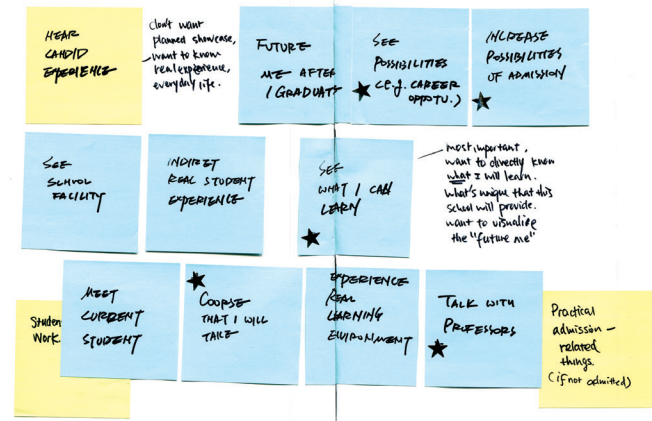 HEAR
CANDID
EXPERIENCE
don't want
planned showcase,
want to know
real experience,
everyday life.
FUTURE
ME AFTER
I GRADUATE
SEE
POSSIBILITIES
(e.g. CAREER
OPPOTU.)
INCREASE
POSSIBILITIES
OF ADMISSION
SEE
SCHOOL
FACILITY
INDIRET
REAL STUDENT
EXPERIENCE
SEE
WHAT I CAN
LEARN
most important,
want to directly know
what I will learn.
what's unique that this
school will provide.
want to visualize
the "future me"
Student
Work.
MEET
CURRENT
STUDENT
COURSE
THAT I WILL
TAKE
EXPERIENCE
REAL
LEARNING
ENVIRONMENT
TALK WITH
PROFESSORS
Practical
admission –
related
things.
(if not admitted)